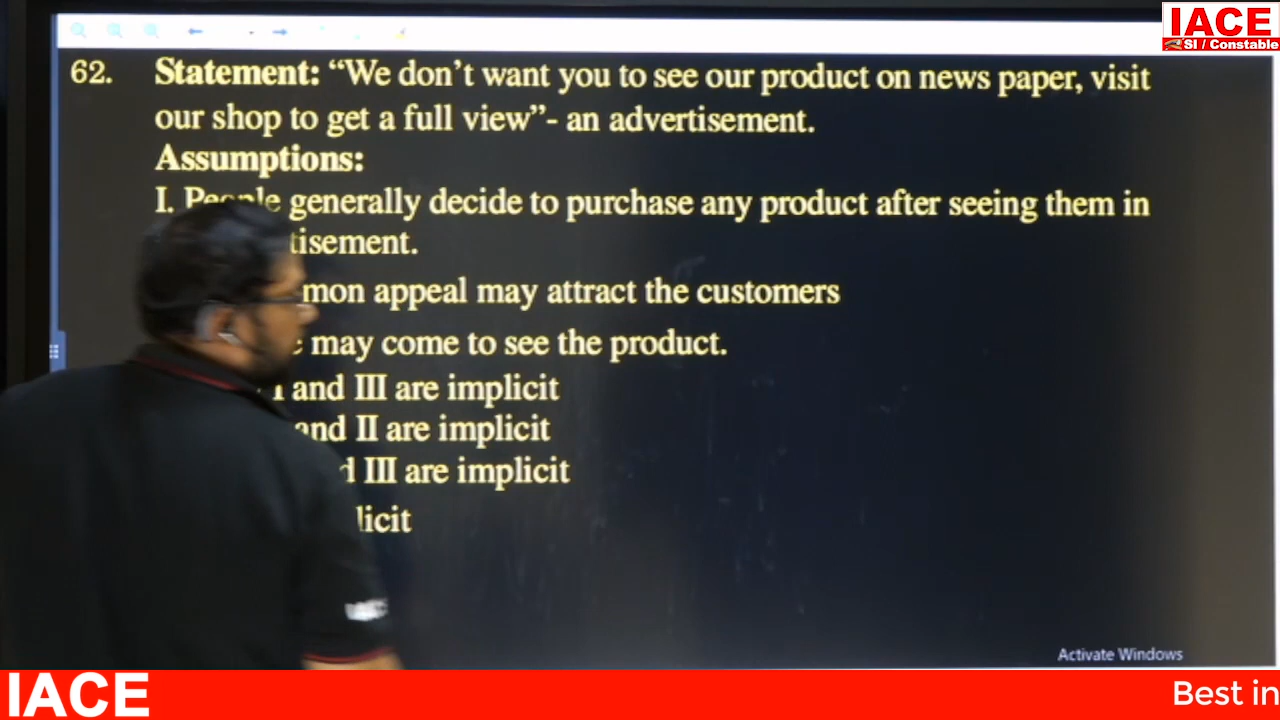 IACE
SI / Constable
62. Statement: “We don’t want you to see our product on news paper, visit
our shop to get a full view”- an advertisement.
Assumptions:
I. People generally decide to purchase any product after seeing them in
tisement.
mon appeal may attract the customers
may come to see the product.
I and III are implicit
and II are implicit
III are implicit
licit
Activate Windows
IACE
Best in